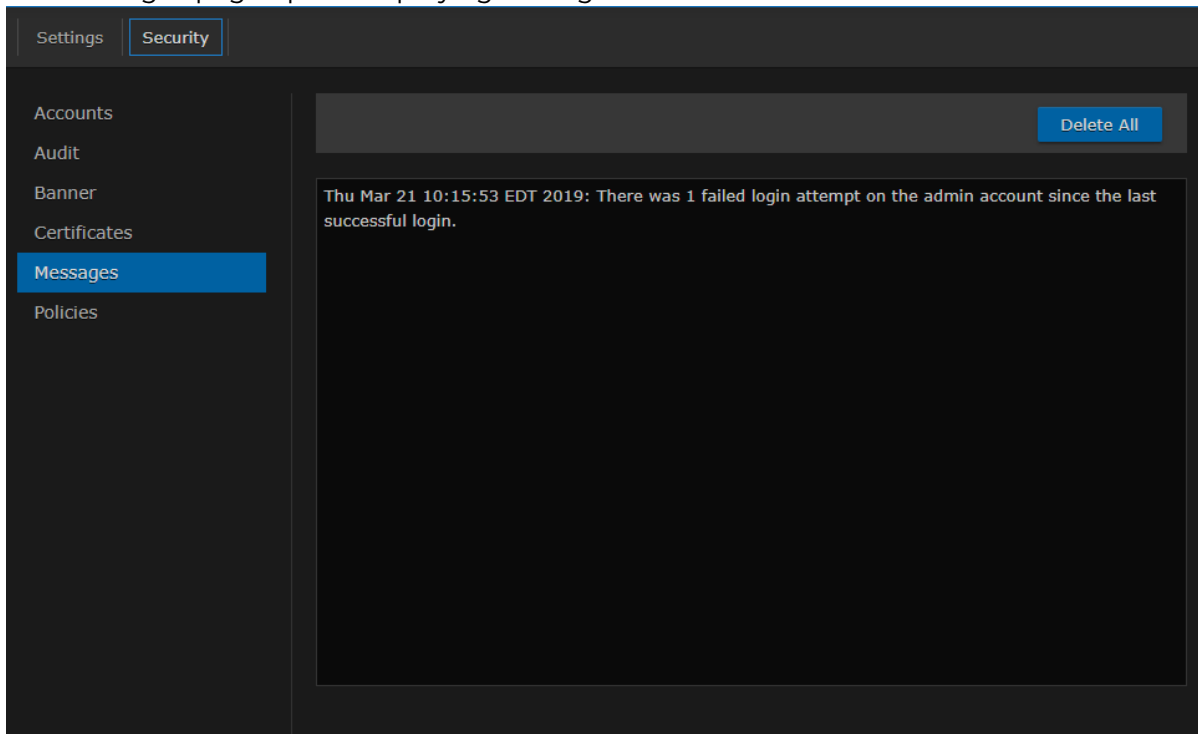 Settings
Security
Accounts
Audit
Banner
Certificates
Messages
Policies
Delete All
Thu Mar 21 10:15:53 EDT 2019: There was 1 failed login attempt on the admin account since the last
successful login.